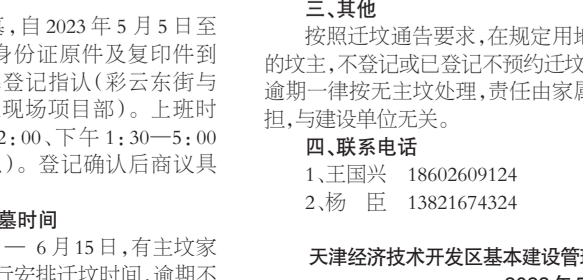 墓,自2023年5月5日至
身份证原件及复印件到
登记指认(彩云东街与
现场项目部)。上班时
2:00、下午1:30—5:00
)。登记确认后商议具
墓时间
— 6月15日,有主坟家
行安排迁坟时间,逾期不
三、其他
按照迁坟通告要求,在规定用地
的坟主,不登记或已登记不预约迁坟
逾期一律按无主坟处理,责任由家属
担,与建设单位无关。
四、联系电话
1、王国兴 18602609124
2、杨 臣 13821674324
天津经济技术开发区基本建设管